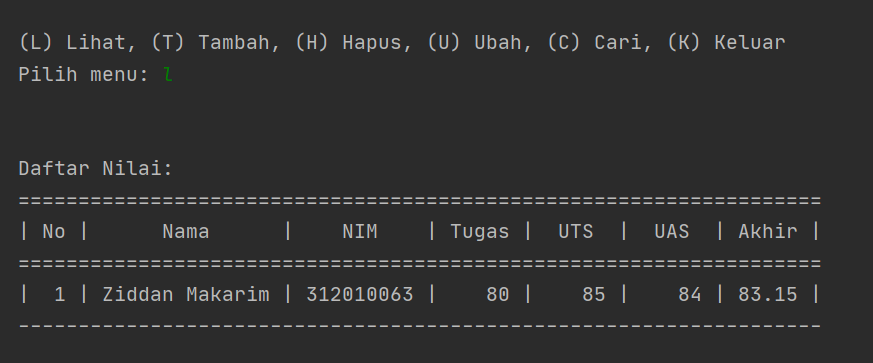 (L) Lihat, (T) Tambah, (H) Hapus, (U) Ubah, (C) Cari, (K) Keluar
Pilih menu: l
Daftar Nilai:
===================================================================
| No |      Nama      |    NIM    | Tugas |  UTS  |  UAS  | Akhir |
===================================================================
|  1 | Ziddan Makarim | 312010063 |    80 |    85 |    84 | 83.15 |
-------------------------------------------------------------------